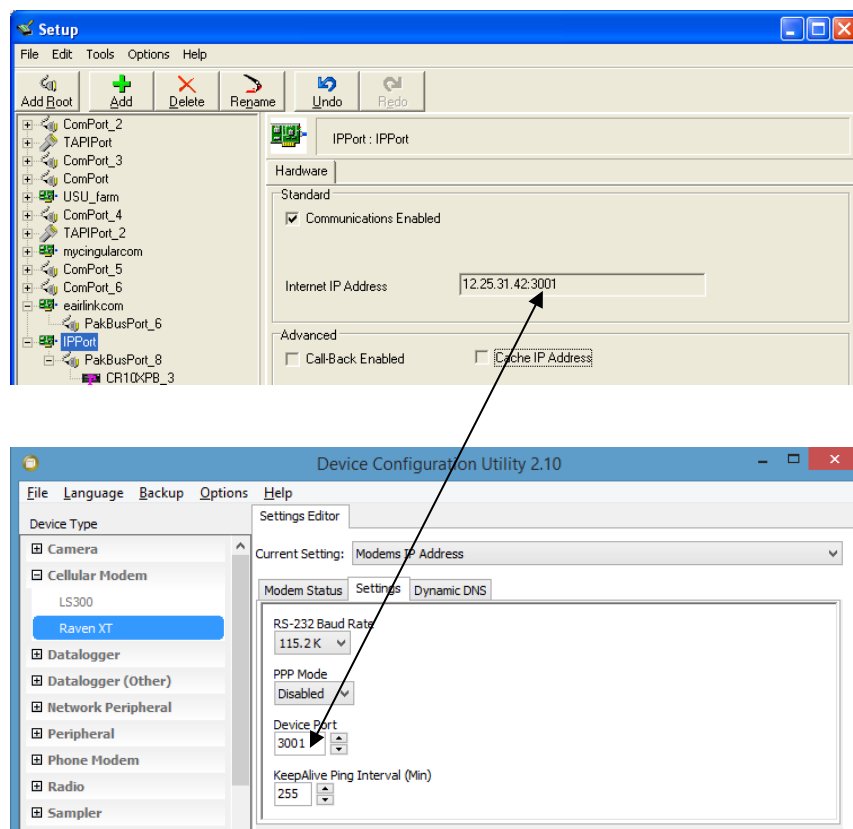 Setup
File Edit Tools Options Help
Add Root Add Delete Rename Undo Redo
ComPort_2
TAPIPort
ComPort_3
ComPort
USU_farm
ComPort_4
TAPIPort_2
mycingularcom
ComPort_5
ComPort_6
eairlinkcom
PakBusPort_6
IPPort
PakBusPort_8
CR10XPB_3
IPPort : IPPort
Hardware
Standard
Communications Enabled
Internet IP Address 12.25.31.42:3001
Advanced
Call-Back Enabled Cache IP Address
Device Configuration Utility 2.10
File Language Backup Options Help
Device Type
Camera
Cellular Modem
LS300
Raven XT
Datalogger
Datalogger (Other)
Network Peripheral
Peripheral
Phone Modem
Radio
Sampler
Settings Editor
Current Setting: Modems IP Address
Modem Status Settings Dynamic DNS
RS-232 Baud Rate
115.2 K
PPP Mode
Disabled
Device Port
3001
KeepAlive Ping Interval (Min)
255